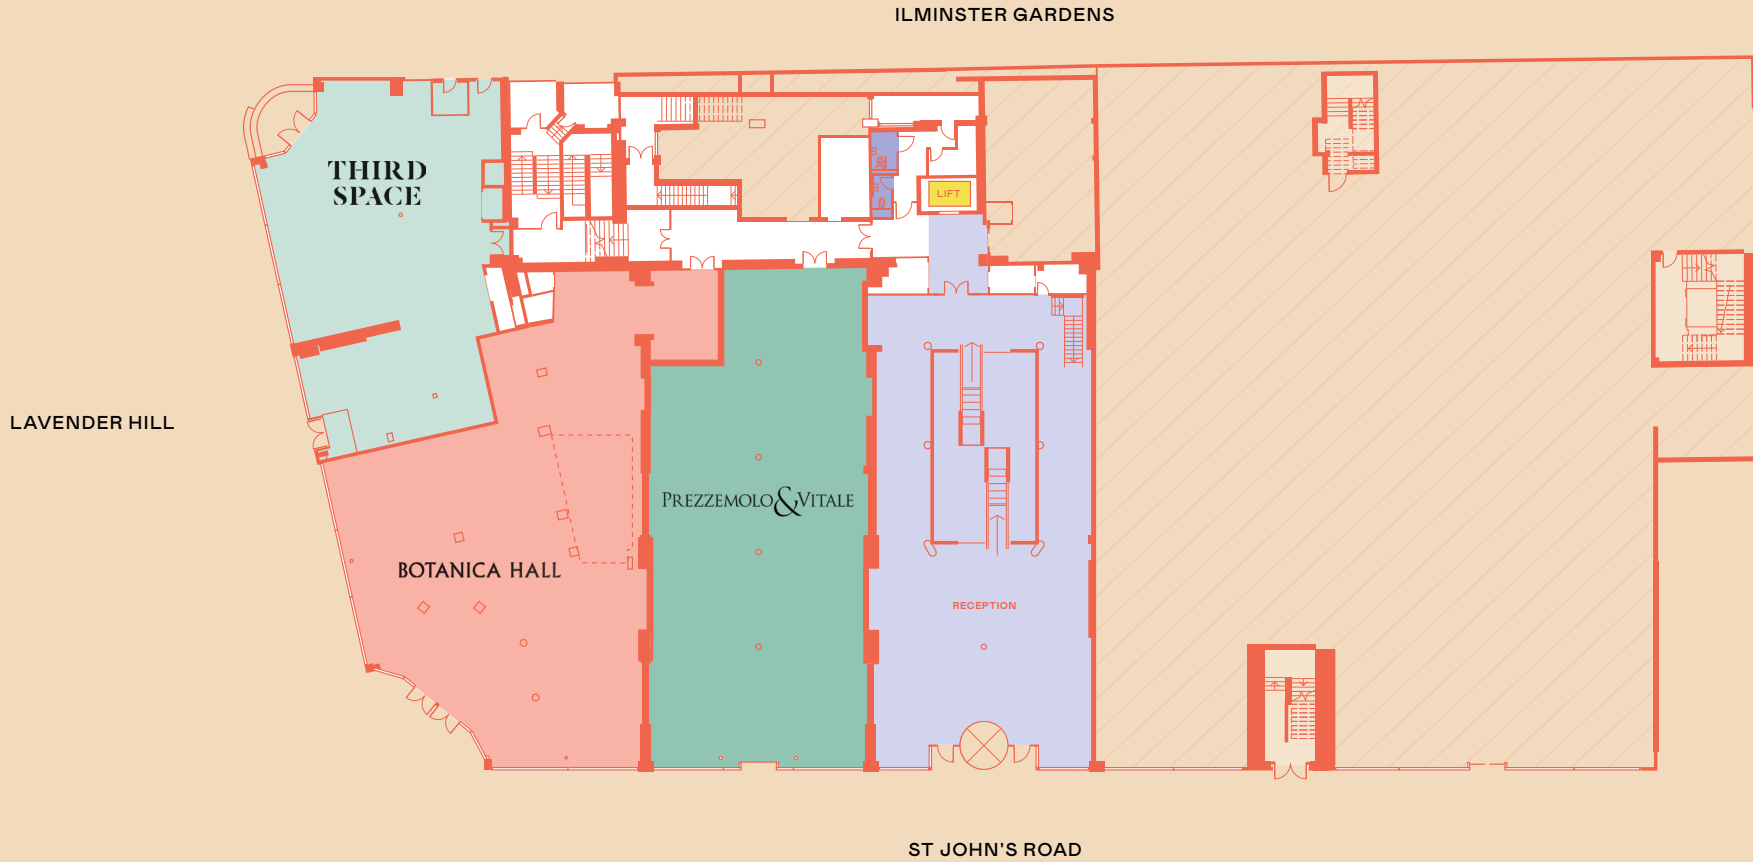 ILMINSTER GARDENS
THIRD
SPACE
LIFT
LAVENDER HILL
PREZZEMOLO & VITALE
BOTANICA HALL
RECEPTION
ST JOHN'S ROAD